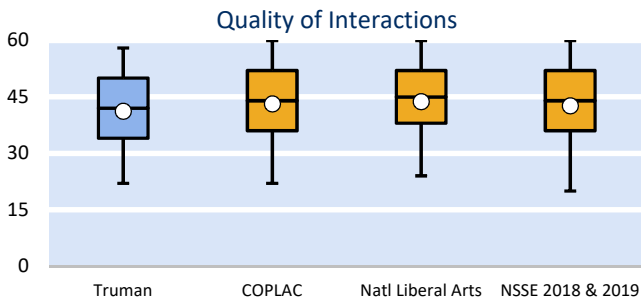 Quality of Interactions
60
45
30
15
0
Truman COPLAC Natl Liberal Arts NSSE 2018 & 2019